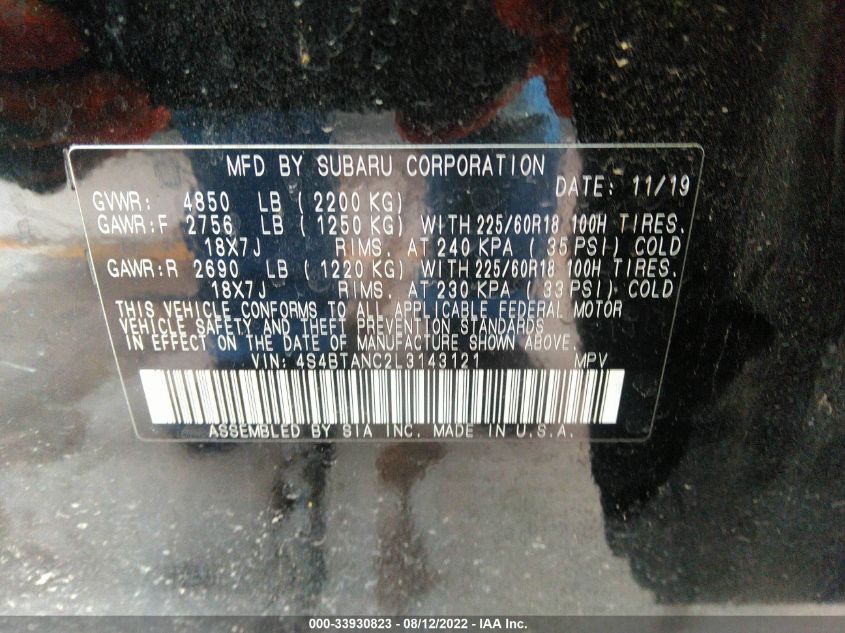 MFD BY SUBARU CORPORATION
DATE: 11/19
GVWR: 4850 LB ( 2200 KG)
GAWR:F 2756 LB ( 1250 KG) WITH 225/60R18 100H TIRES.
18X7J RIMS. AT 240 KPA ( 35 PSI) COLD
GAWR:R 2690 LB ( 1220 KG) WITH 225/60R18 100H TIRES.
18X7J RIMS. AT 230 KPA ( 33 PSI) COLD
THIS VEHICLE CONFORMS TO ALL APPLICABLE FEDERAL MOTOR
VEHICLE SAFETY AND THEFT PREVENTION STANDARDS
IN EFFECT ON THE DATE OF MANUFACTURE SHOWN ABOVE.
VIN: 4S4BTANC2L3143121 MPV
ASSEMBLED BY SIA INC. MADE IN U.S.A.
000-33930823 - 08/12/2022 - IAA Inc.